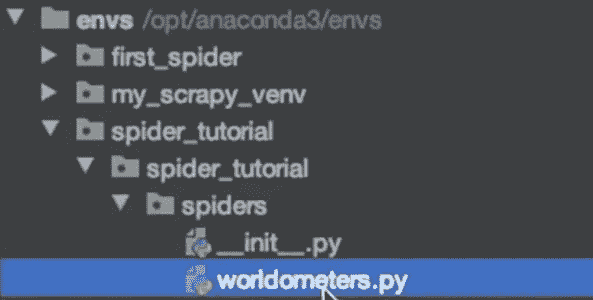 envs /opt/anaconda3/envs
first_spider
my_scrapy_venv
spider_tutorial
spider_tutorial
spiders
__init__.py
worldometers.py